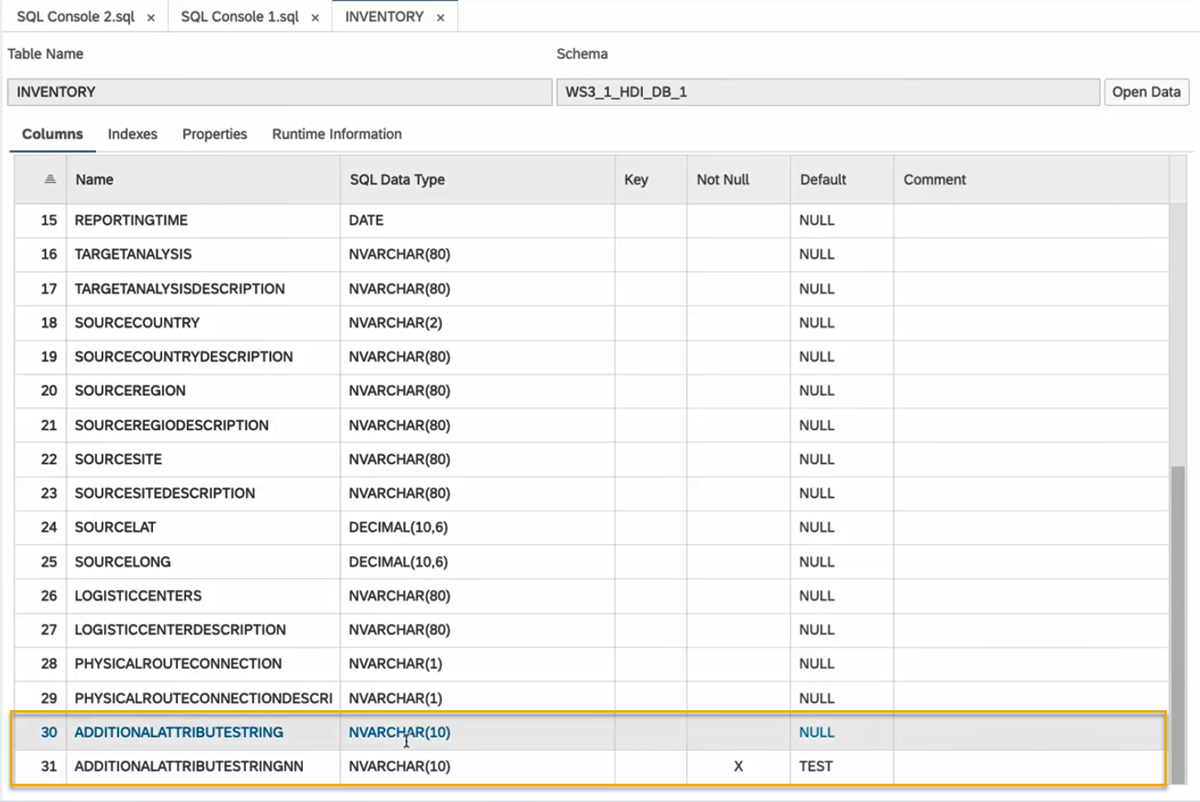 SQL Console 2.sql × SQL Console 1.sql × INVENTORY ×
Table Name Schema
INVENTORY WS3_1_HDI_DB_1 Open Data
Columns Indexes Properties Runtime Information
Name SQL Data Type Key Not Null Default Comment
15 REPORTINGTIME DATE NULL
16 TARGETANALYSIS NVARCHAR(80) NULL
17 TARGETANALYSISDESCRIPTION NVARCHAR(80) NULL
18 SOURCECOUNTRY NVARCHAR(2) NULL
19 SOURCECOUNTRYDESCRIPTION NVARCHAR(80) NULL
20 SOURCEREGION NVARCHAR(80) NULL
21 SOURCEREGIODESCRIPTION NVARCHAR(80) NULL
22 SOURCESITE NVARCHAR(80) NULL
23 SOURCESITEDESCRIPTION NVARCHAR(80) NULL
24 SOURCELAT DECIMAL(10,6) NULL
25 SOURCELONG DECIMAL(10,6) NULL
26 LOGISTICCENTERS NVARCHAR(80) NULL
27 LOGISTICCENTERDESCRIPTION NVARCHAR(80) NULL
28 PHYSICALROUTECONNECTION NVARCHAR(1) NULL
29 PHYSICALROUTECONNECTIONDESCRI NVARCHAR(1) NULL
30 ADDITIONALATTRIBUTESTRING NVARCHAR(10) NULL
31 ADDITIONALATTRIBUTESTRINGNN NVARCHAR(10) X TEST